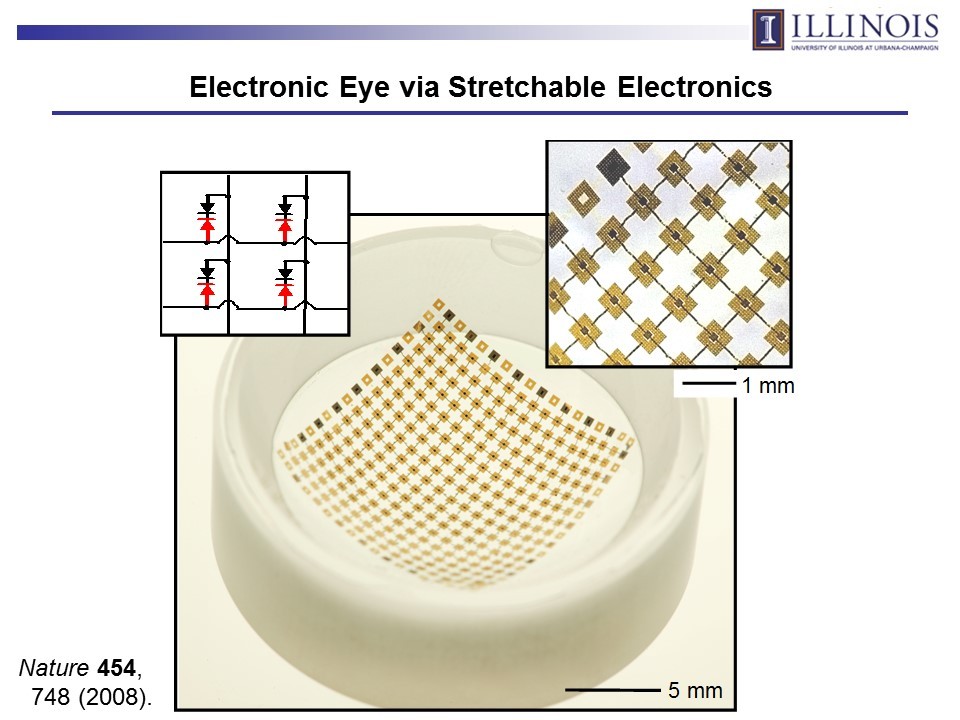 I ILLINOIS
UNIVERSITY OF ILLINOIS AT URBANA-CHAMPAIGN
Electronic Eye via Stretchable Electronics
1 mm
5 mm
Nature 454,
748 (2008).